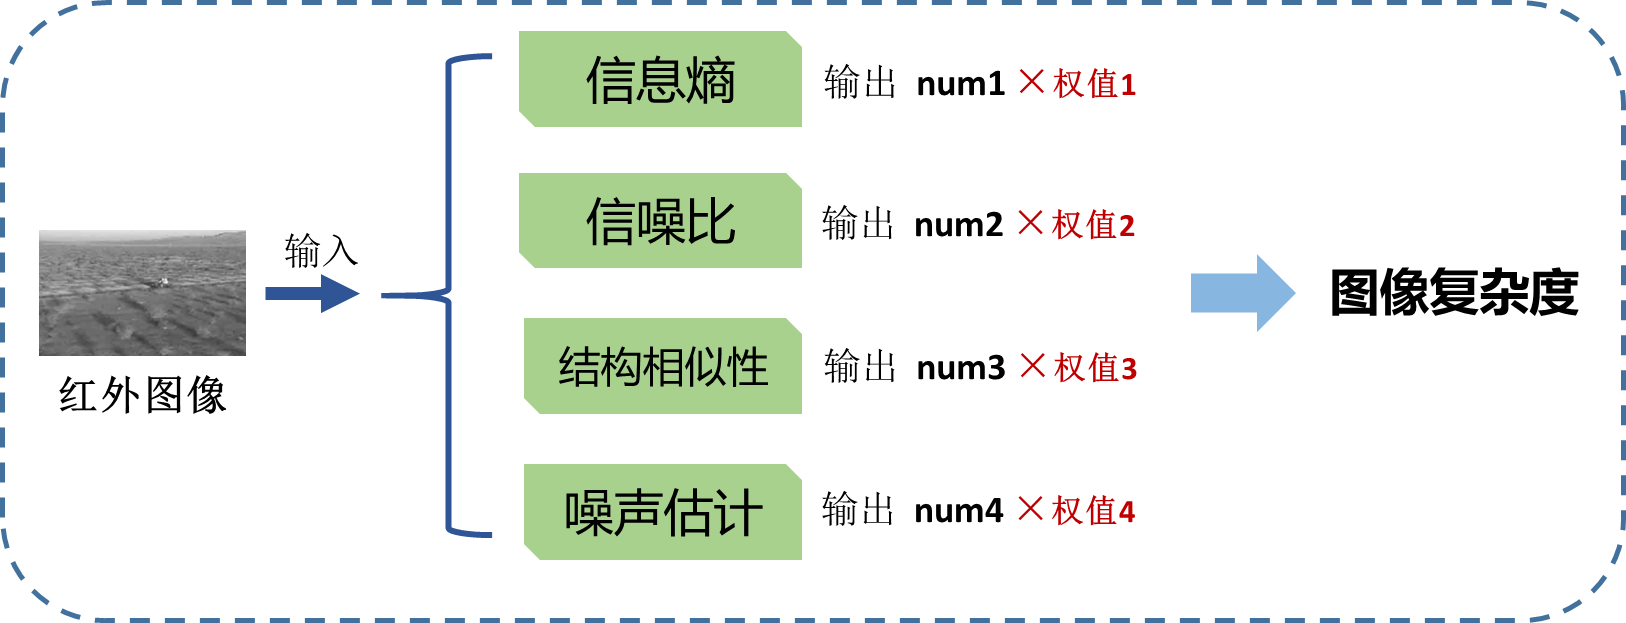 信息熵
输出 num1 ×权值1
信噪比
输出 num2 ×权值2
输入
图像复杂度
结构相似性
输出 num3 ×权值3
红外图像
噪声估计
输出 num4 ×权值4